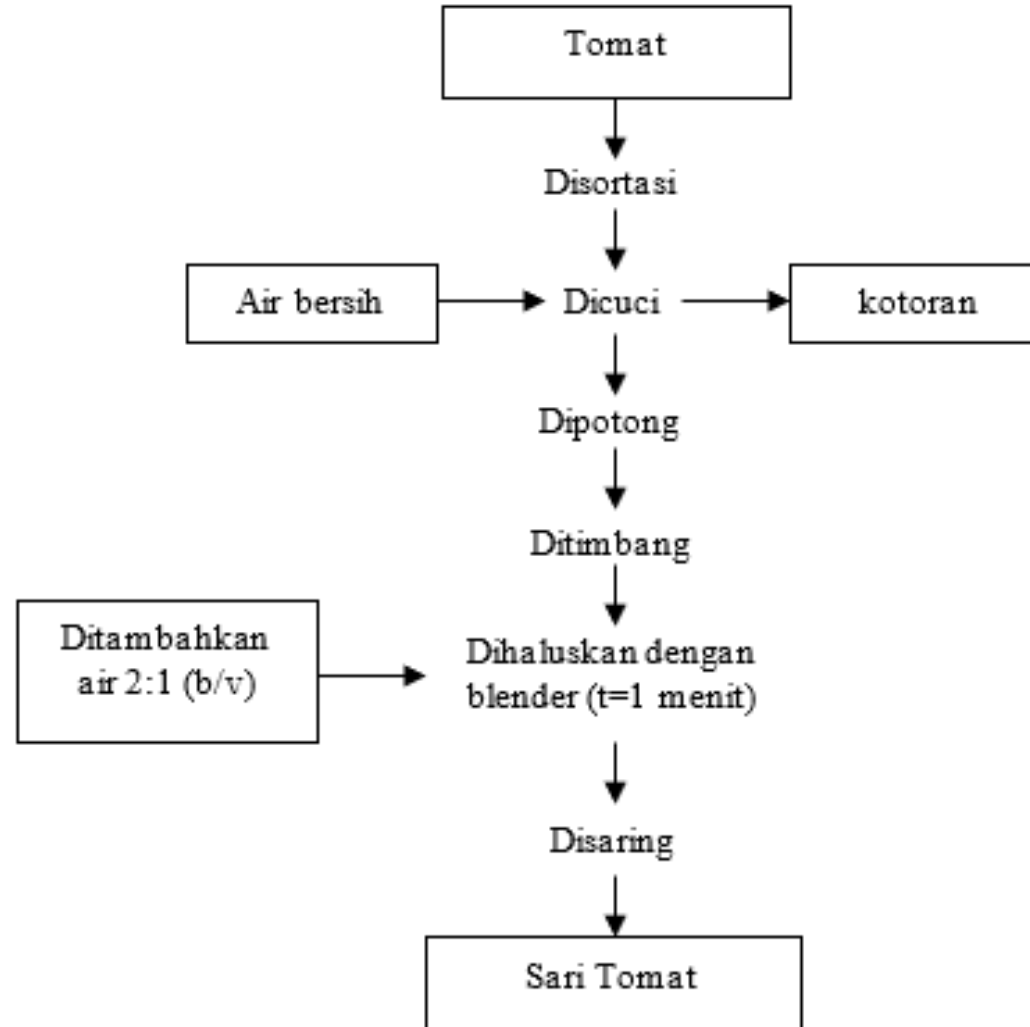 Tomat
Disortasi
Air bersih
Dicuci
kotoran
Dipotong
Ditimbang
Ditambahkan
air 2:1 (b/v)
Dihaluskan dengan
blender (t=1 menit)
Disaring
Sari Tomat